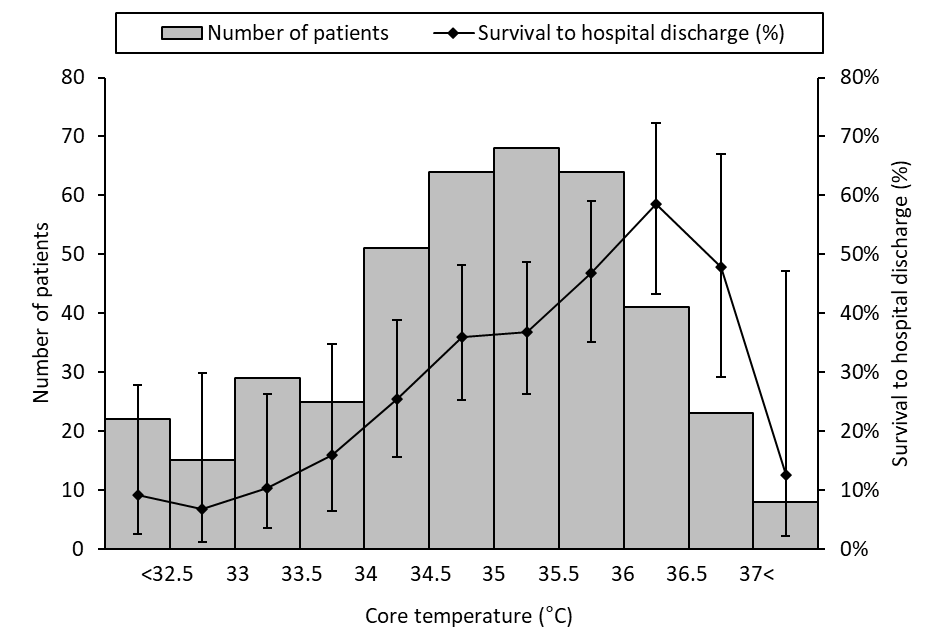 Number of patients Survival to hospital discharge (%)
80 80%
70 70%
60 60%
50 50%
40 40%
30 30%
20 20%
10 10%
0 0%
Number of patients
Survival to hospital discharge (%)
<32.5 33 33.5 34 34.5 35 35.5 36 36.5 37<
Core temperature (°C)